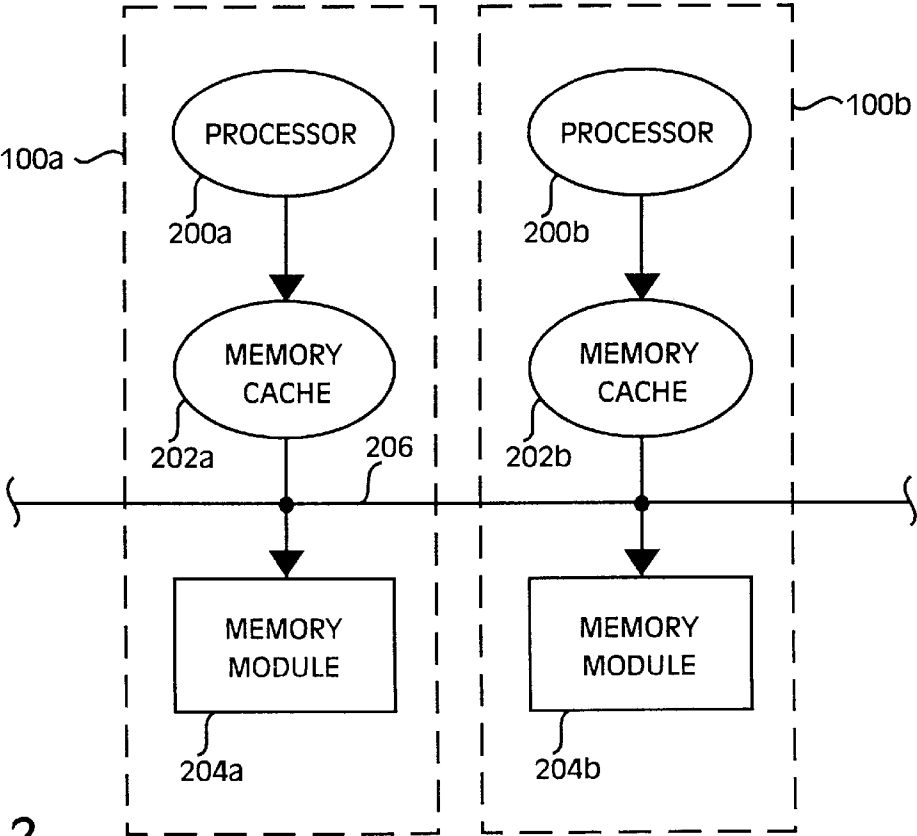 PROCESSOR
PROCESSOR
100b
100a
200a
200b
MEMORY
CACHE
MEMORY
CACHE
202a
206
202b
MEMORY
MODULE
MEMORY
MODULE
204a
204b
2